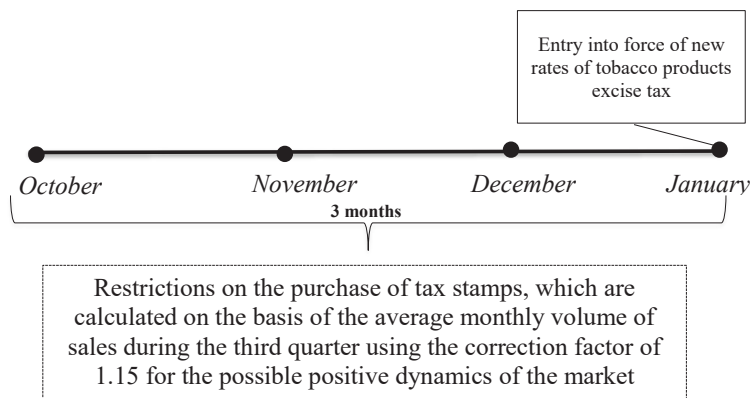 Entry into force of new
rates of tobacco products
excise tax
October
November
December
January
3 months
Restrictions on the purchase of tax stamps, which are
calculated on the basis of the average monthly volume of
sales during the third quarter using the correction factor of
1.15 for the possible positive dynamics of the market